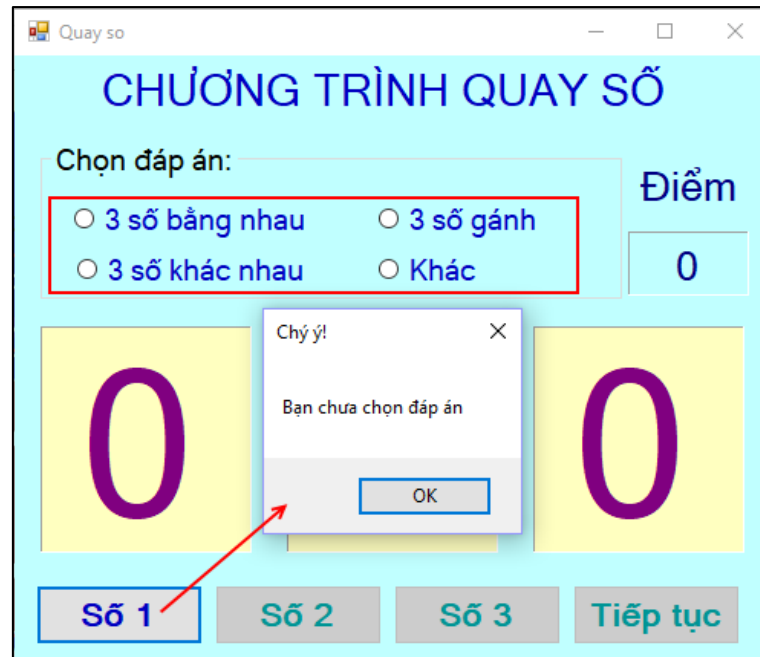 Quay so
CHƯƠNG TRÌNH QUAY SỐ
Chọn đáp án:
3 số bằng nhau
3 số gánh
3 số khác nhau
Khác
Điểm
0
0
0
Chý ý!
Bạn chưa chọn đáp án
OK
Số 1
Số 2
Số 3
Tiếp tục